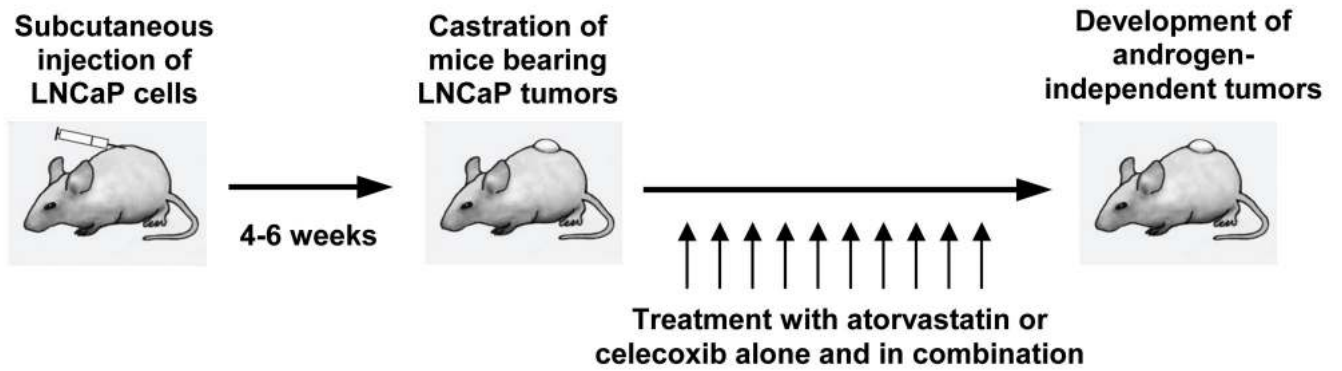 Subcutaneous
injection of
LNCaP cells
4-6 weeks
Castration of
mice bearing
LNCaP tumors
Treatment with atorvastatin or
celecoxib alone and in combination
Development of
androgen-
independent tumors